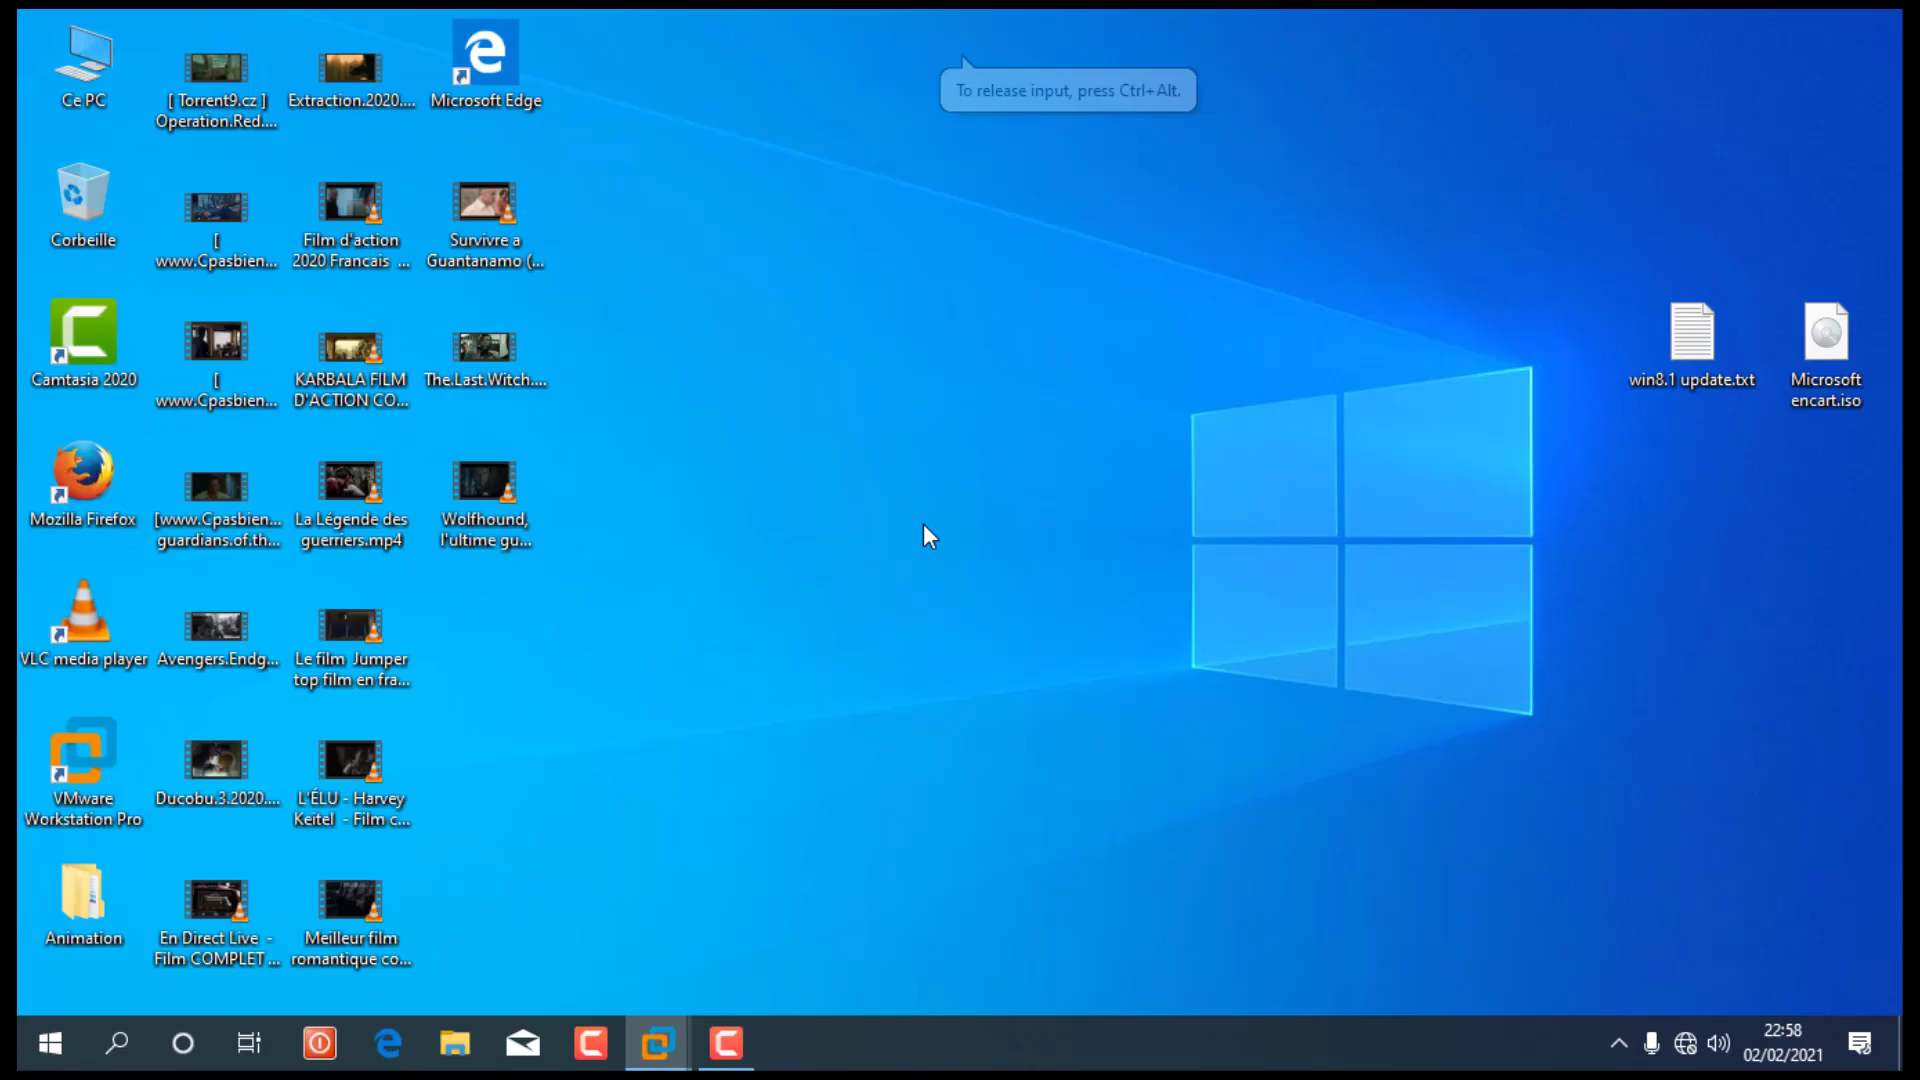 Ce PC
[ Torrent9.cz ]
Operation.Red....
Extraction.2020....
Microsoft Edge
To release input, press Ctrl+Alt.
Corbeille
[
www.Cpasbien...
Film d'action
2020 Francais ...
Survivre a
Guantanamo (...
Camtasia 2020
[
www.Cpasbien...
KARBALA FILM
D'ACTION CO...
The.Last.Witch....
win8.1 update.txt
Microsoft
encart.iso
Mozilla Firefox
[www.Cpasbien...
guardians.of.th...
La Légende des
guerriers.mp4
Wolfhound,
l'ultime gu...
VLC media player
Avengers.Endg...
Le film Jumper
top film en fra...
VMware
Workstation Pro
Ducobu.3.2020....
L'ÉLU - Harvey
Keitel - Film c...
Animation
En Direct Live -
Film COMPLET ...
Meilleur film
romantique co...
22:58
02/02/2021